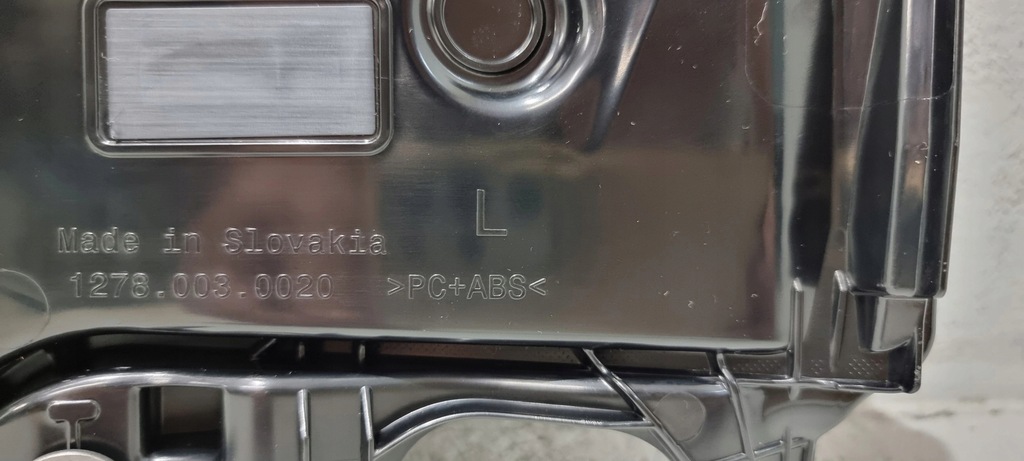 L
Made in Slovakia
1278.003.0020 >PC+ABS<